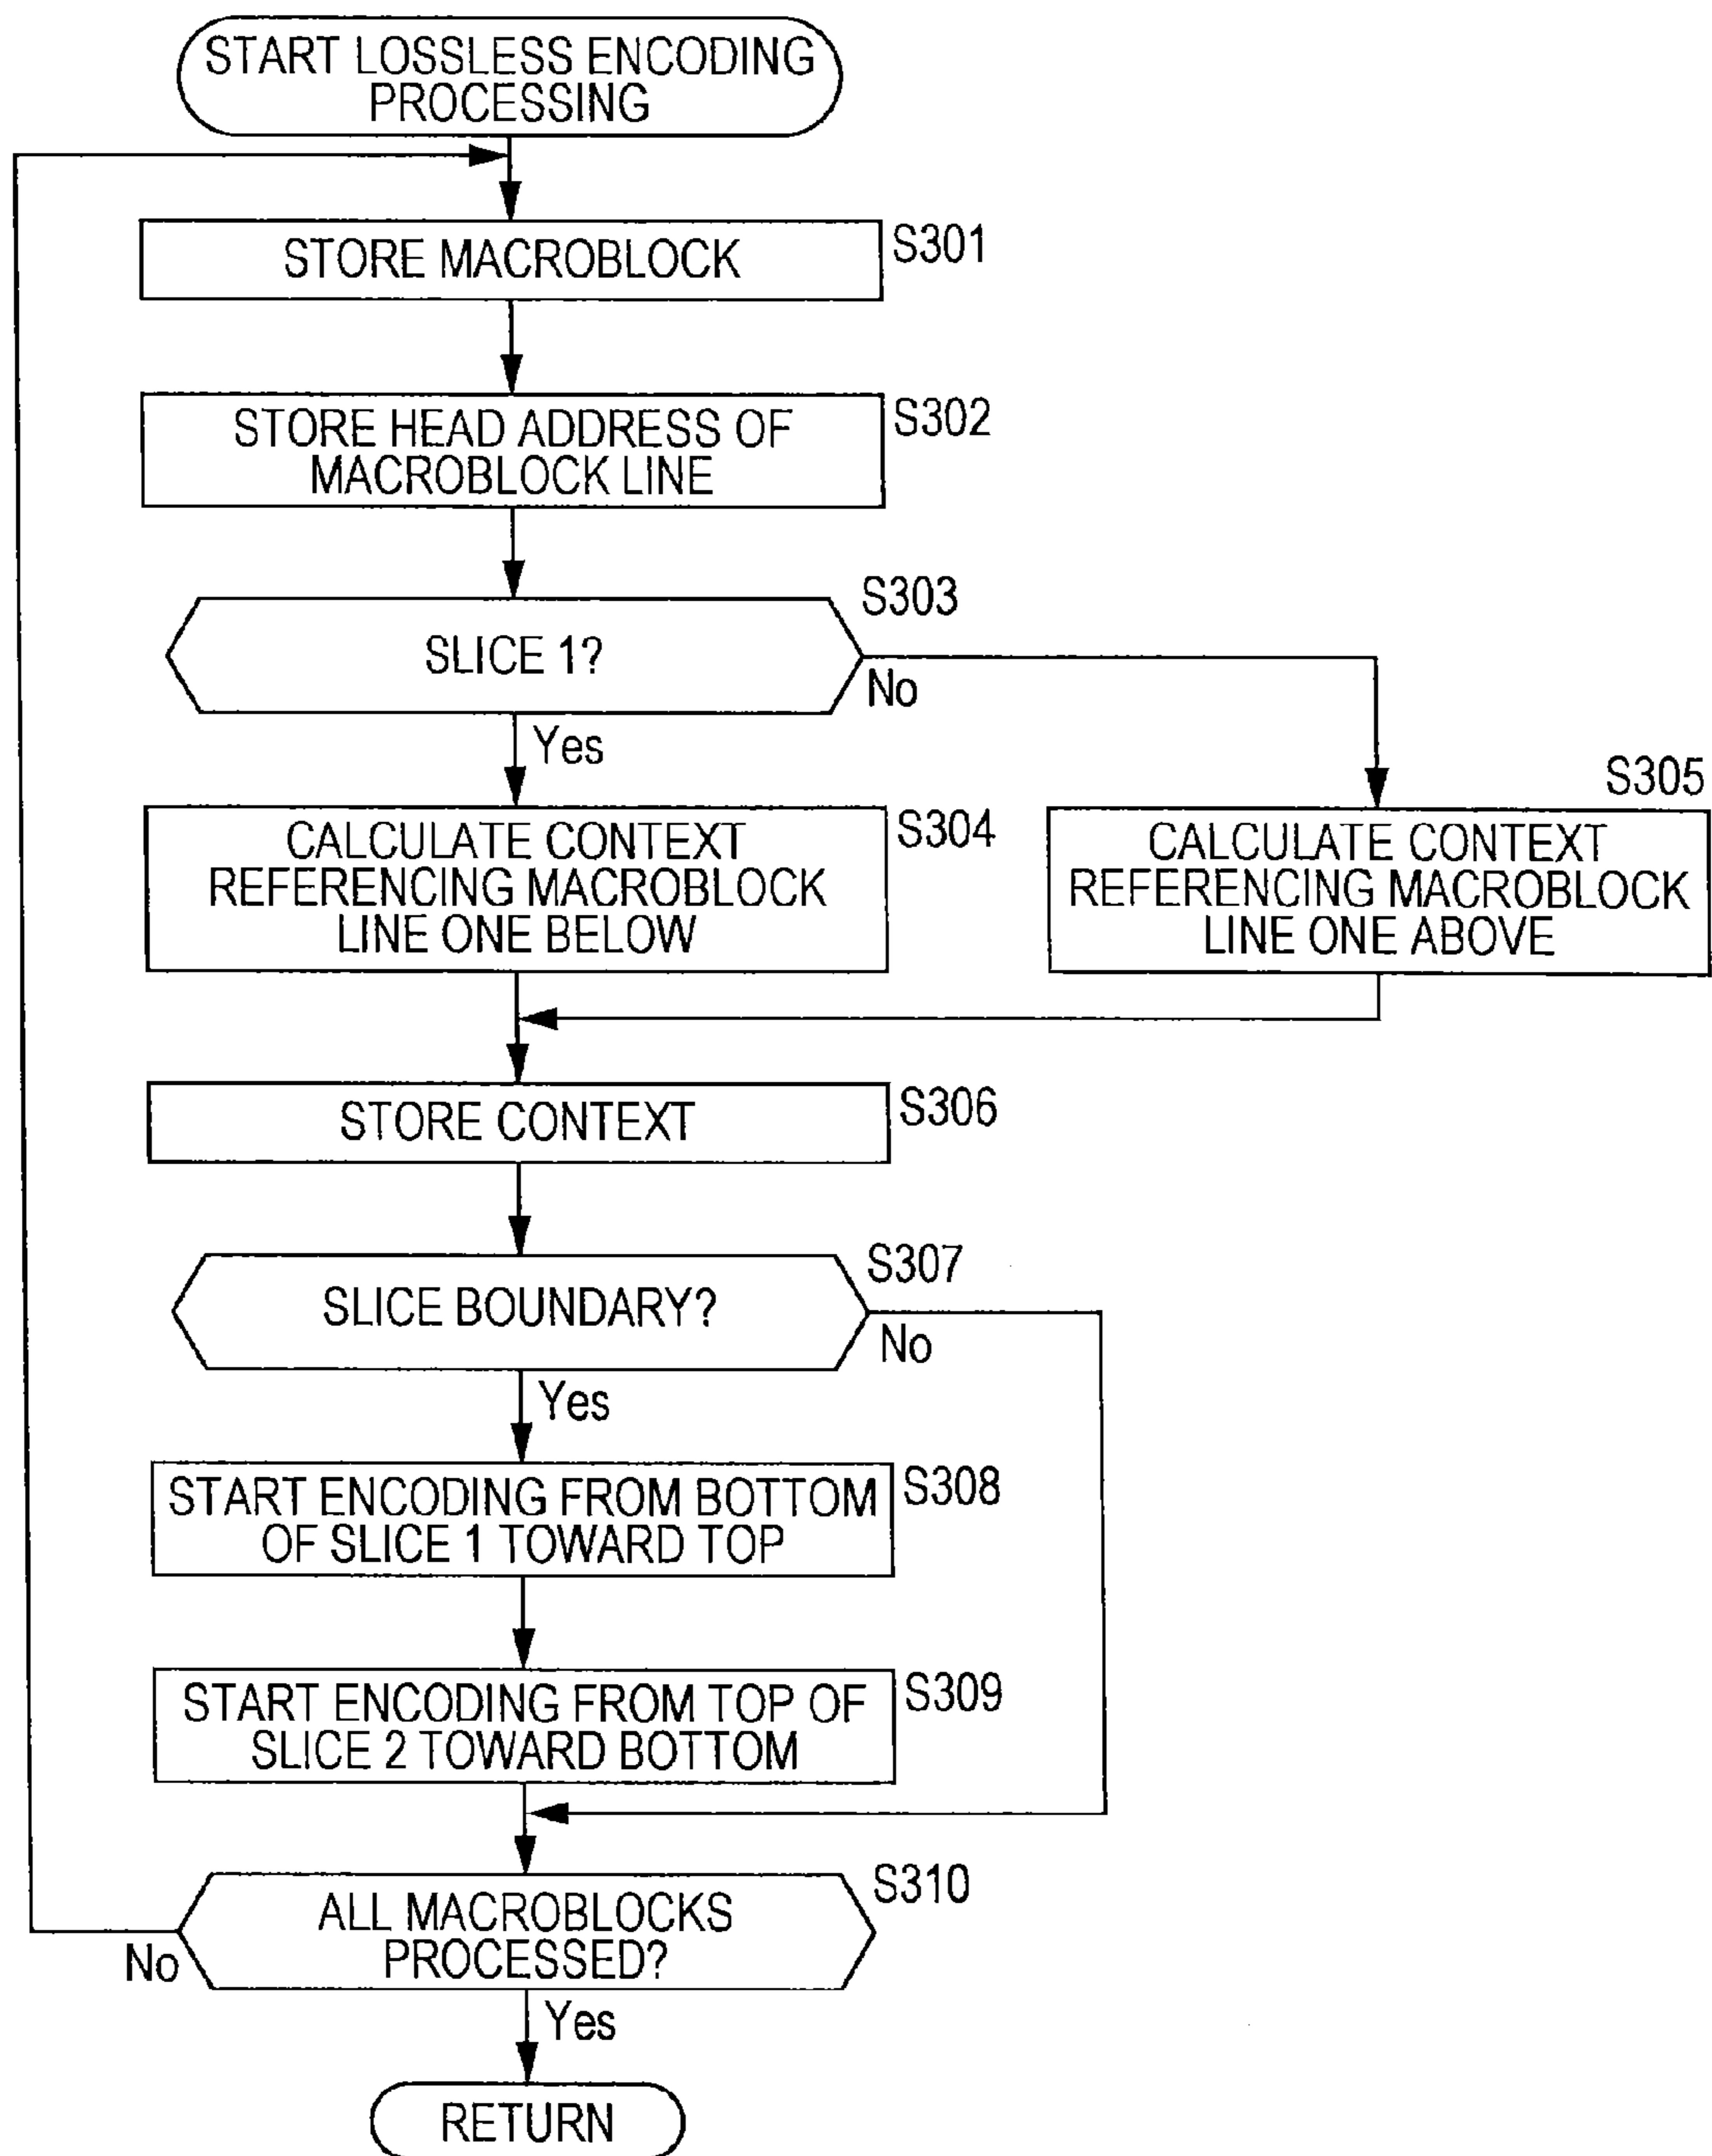 START LOSSLESS ENCODING
PROCESSING
STORE MACROBLOCK
S301
STORE HEAD ADDRESS OF
MACROBLOCK LINE
S302
S303
SLICE 1?
No
Yes
CALCULATE CONTEXT
REFERENCING MACROBLOCK
LINE ONE BELOW
S304
S305
CALCULATE CONTEXT
REFERENCING MACROBLOCK
LINE ONE ABOVE
STORE CONTEXT
S306
S307
SLICE BOUNDARY?
No
Yes
START ENCODING FROM BOTTOM
OF SLICE 1 TOWARD TOP
S308
START ENCODING FROM TOP OF
SLICE 2 TOWARD BOTTOM
S309
S310
ALL MACROBLOCKS
PROCESSED?
No
Yes
RETURN